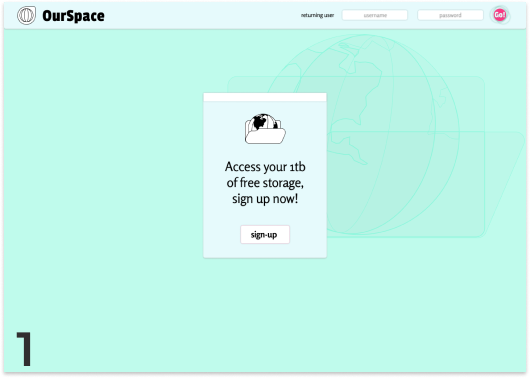 OurSpace
returning user
username
password
Go!
Access your 1tb
of free storage,
sign up now!
sign-up
1